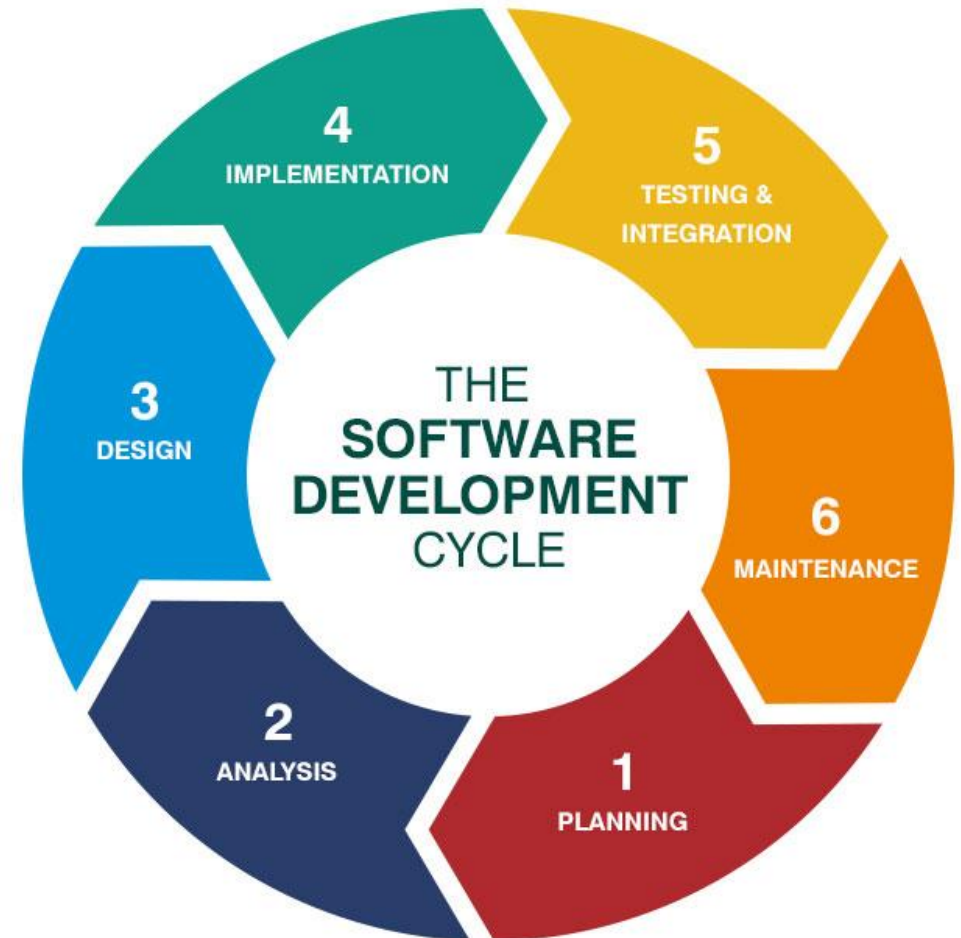 4
IMPLEMENTATION
5
TESTING &
INTEGRATION
3
DESIGN
THE
SOFTWARE
DEVELOPMENT
CYCLE
6
MAINTENANCE
2
ANALYSIS
1
PLANNING